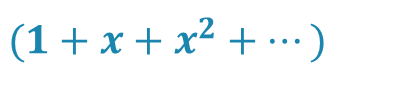 (1 + x + x² + ⋯ )